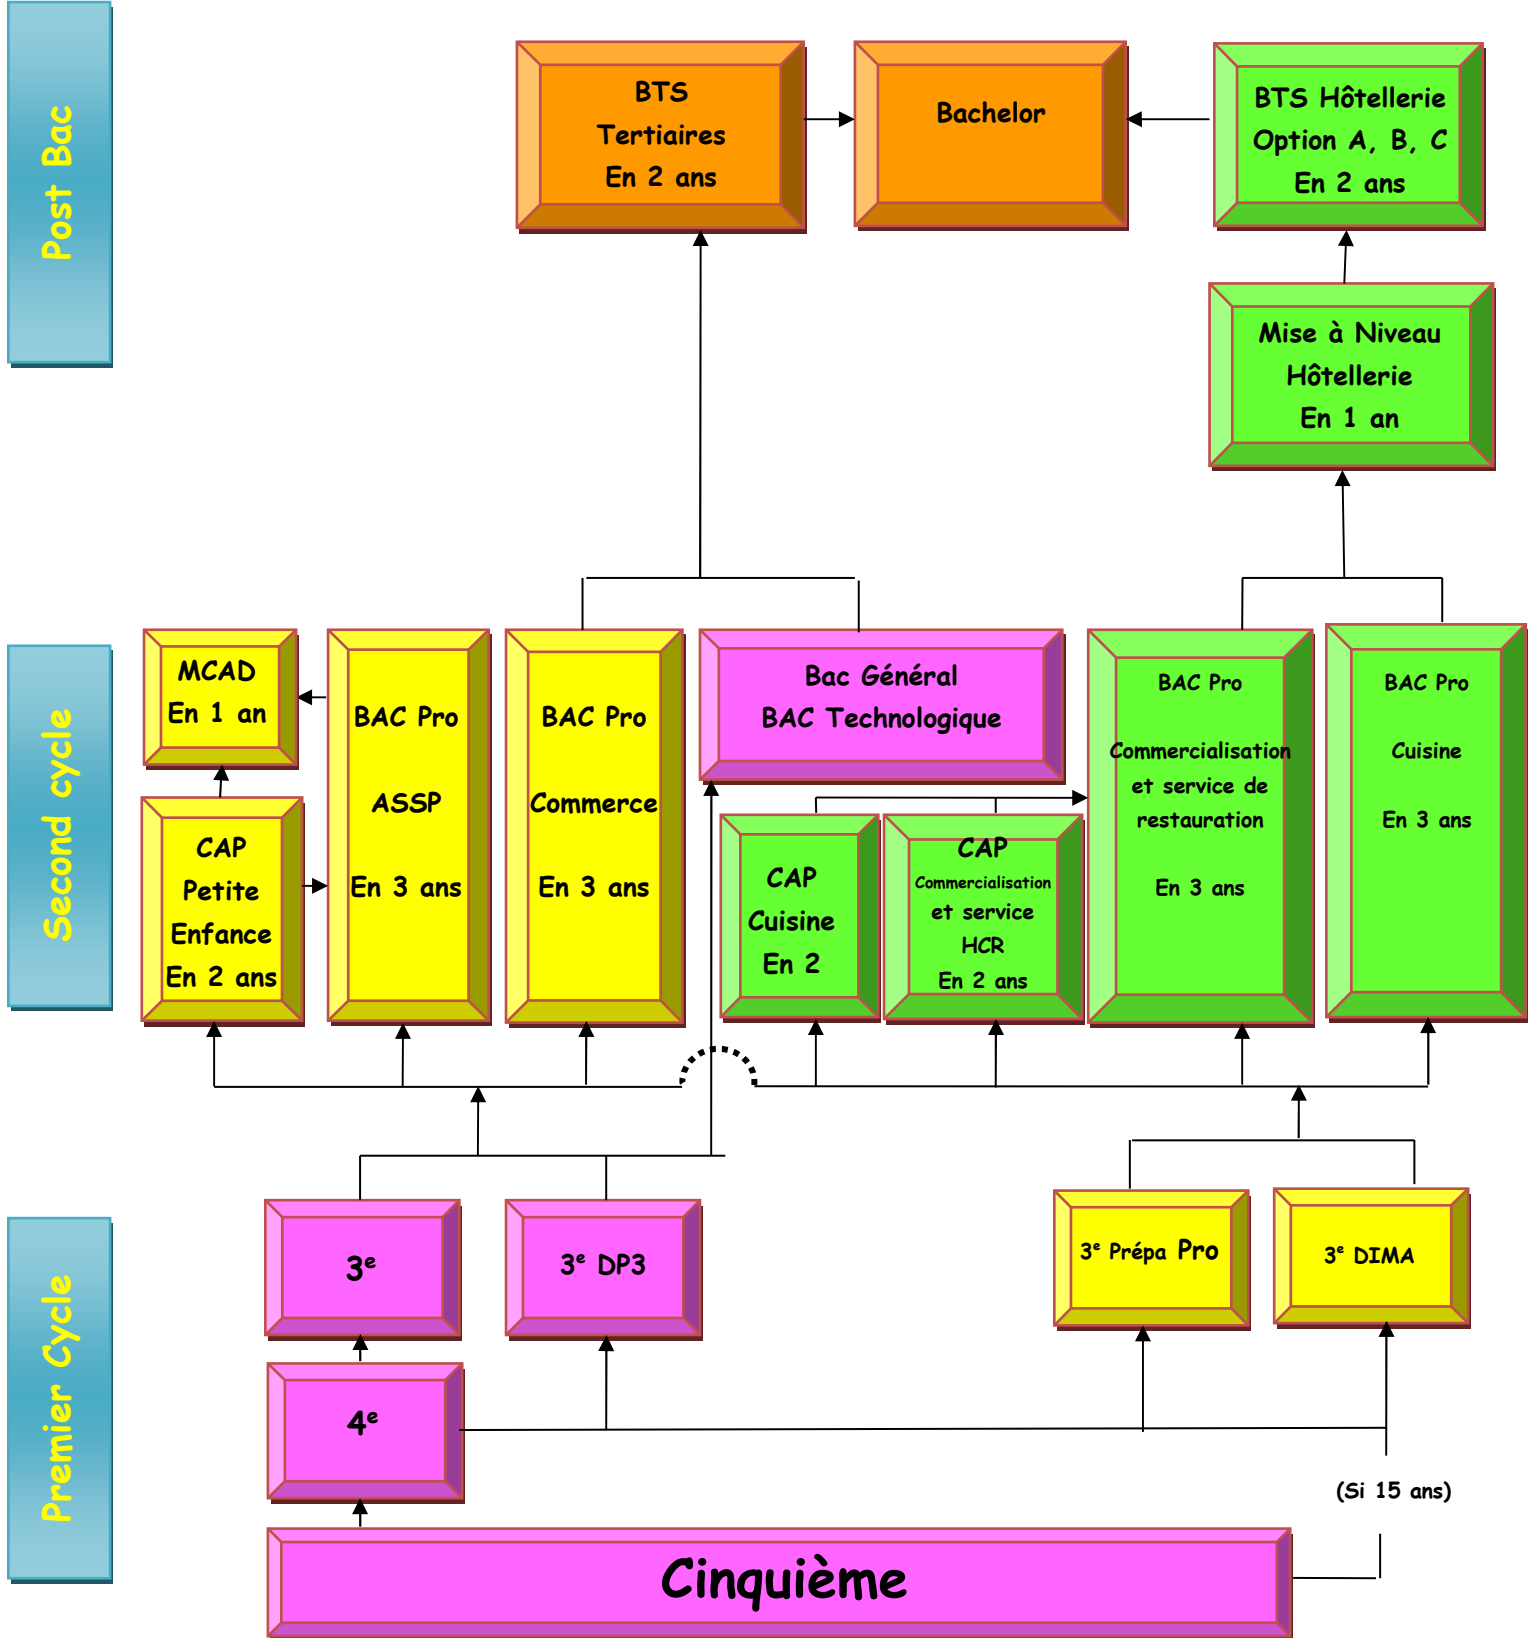 Post Bac
BTS
Tertiaires
En 2 ans
Bachelor
BTS Hôtellerie
Option A, B, C
En 2 ans
Mise à Niveau
Hôtellerie
En 1 an
Second cycle
MCAD
En 1 an
CAP
Petite
Enfance
En 2 ans
BAC Pro
ASSP
En 3 ans
BAC Pro
Commerce
En 3 ans
Bac Général
BAC Technologique
CAP
Cuisine
En 2
CAP
Commercialisation
et service
HCR
En 2 ans
BAC Pro
Commercialisation
et service de
restauration
En 3 ans
BAC Pro
Cuisine
En 3 ans
Premier Cycle
3e
3e DP3
3e Prépa Pro
3e DIMA
4e
(Si 15 ans)
Cinquième